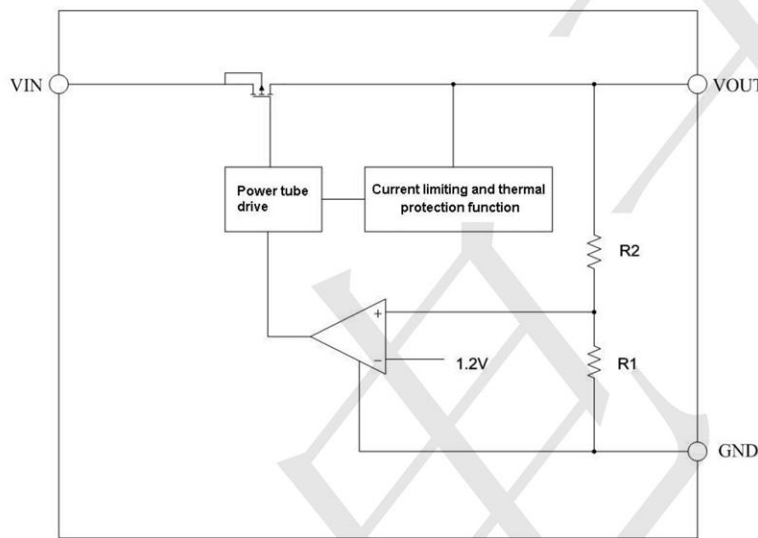 VIN
VOUT
Power tube
drive
Current limiting and thermal
protection function
R2
+
−
1.2V
R1
GND